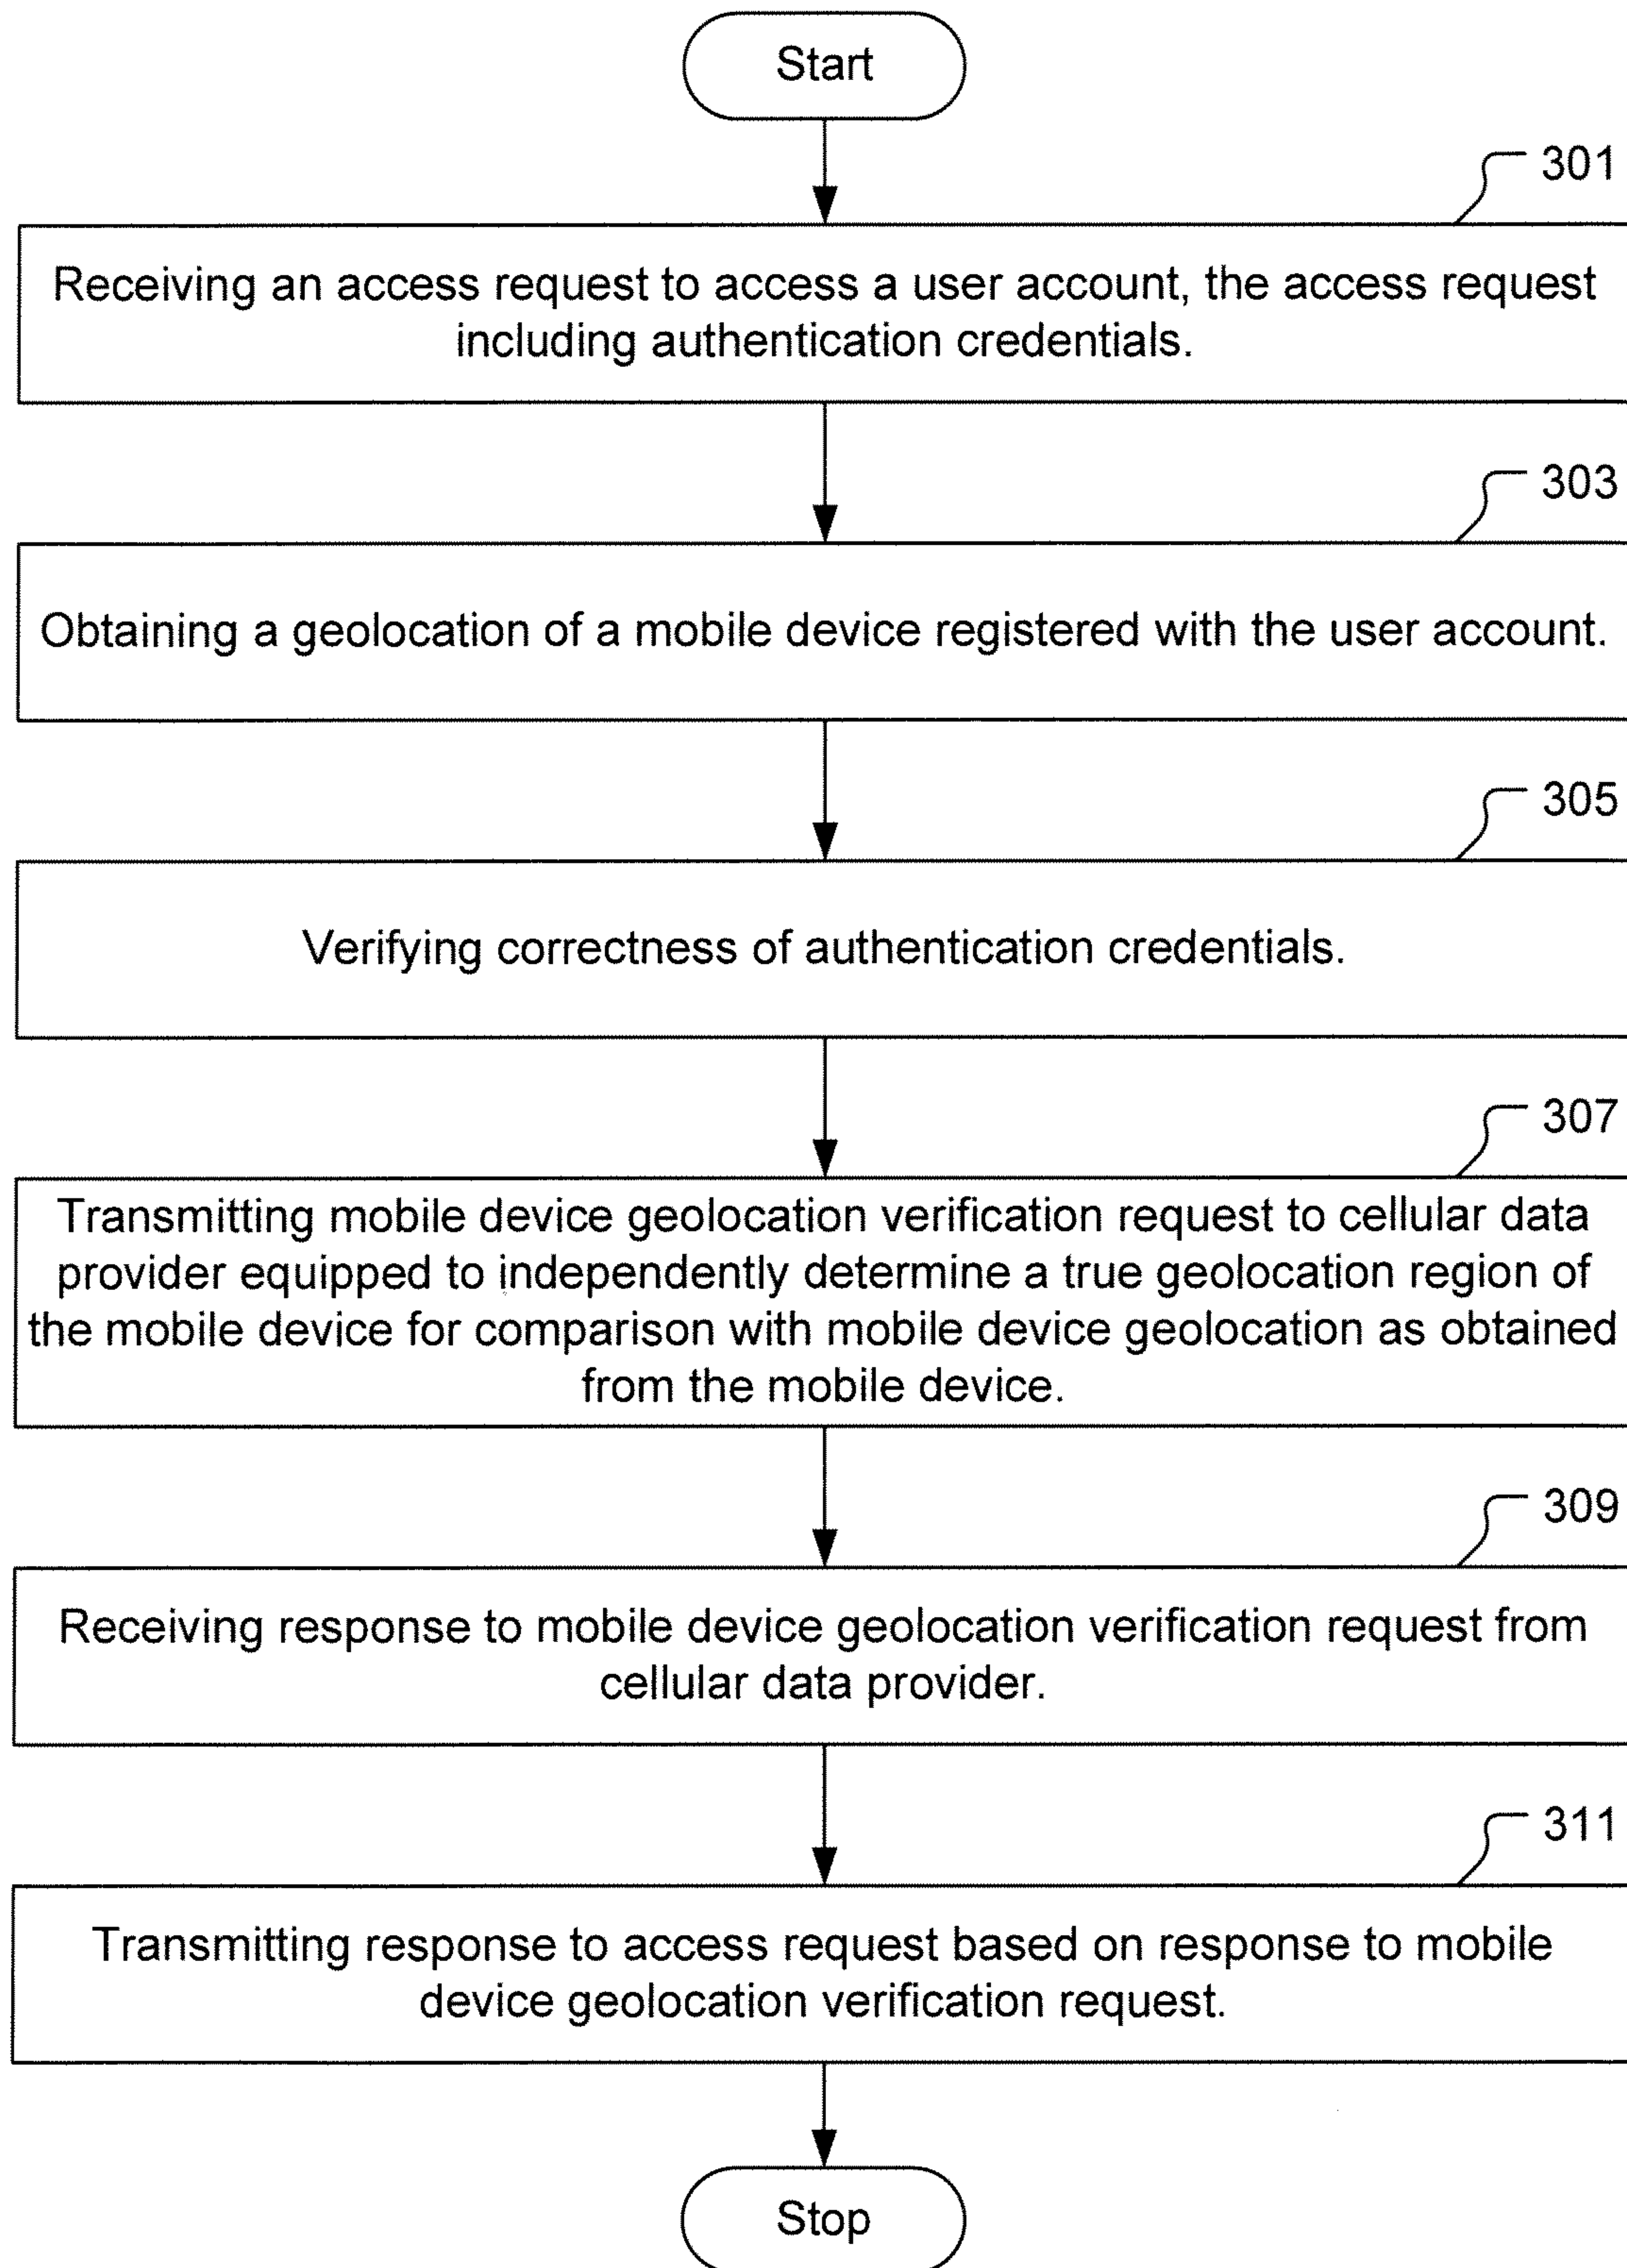 Start
301
Receiving an access request to access a user account, the access request
including authentication credentials.
303
Obtaining a geolocation of a mobile device registered with the user account.
305
Verifying correctness of authentication credentials.
307
Transmitting mobile device geolocation verification request to cellular data
provider equipped to independently determine a true geolocation region of
the mobile device for comparison with mobile device geolocation as obtained
from the mobile device.
309
Receiving response to mobile device geolocation verification request from
cellular data provider.
311
Transmitting response to access request based on response to mobile
device geolocation verification request.
Stop